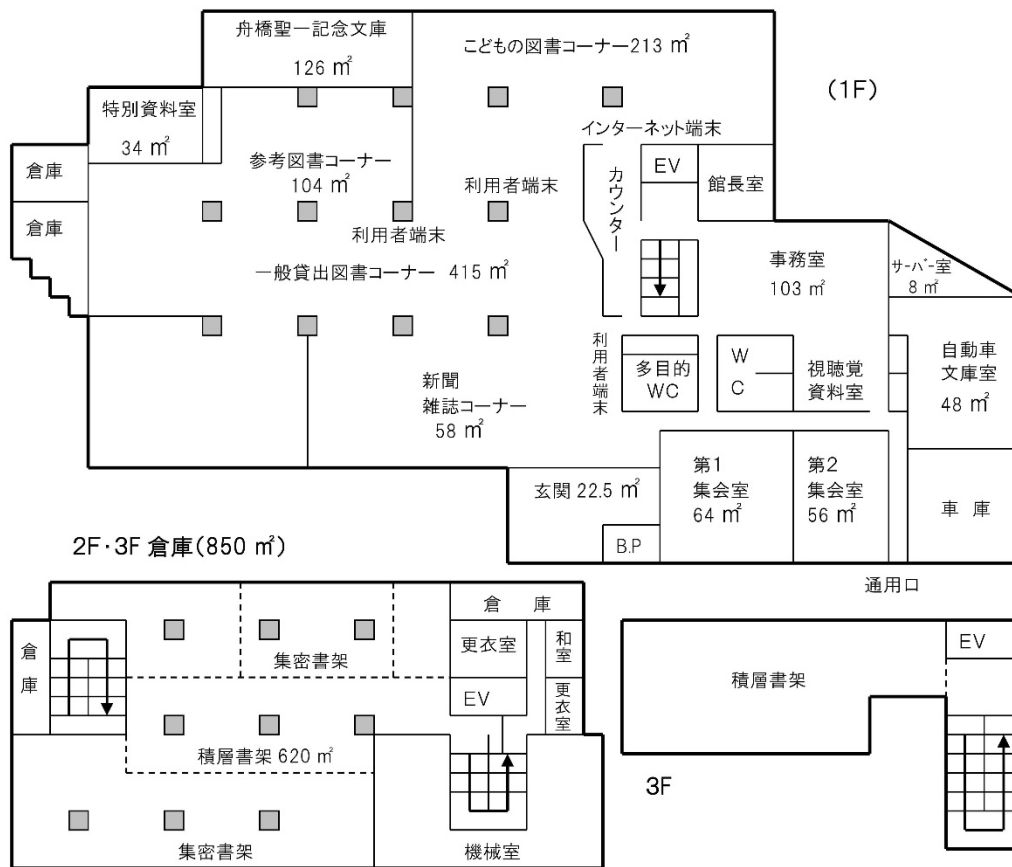 舟橋聖一記念文庫
126 ㎡
こどもの図書コーナー213 ㎡
(1F)
特別資料室
34 ㎡
インターネット端末
参考図書コーナー
104 ㎡
利用者端末
カウンター
EV
館長室
倉庫
倉庫
利用者端末
一般貸出図書コーナー 415 ㎡
事務室
103 ㎡
サーバー室
8 ㎡
新聞
雑誌コーナー
58 ㎡
利用者端末
多目的
WC
W
C
視聴覚
資料室
自動車
文庫室
48 ㎡
玄関 22.5 ㎡
B.P
第1
集会室
64 ㎡
第2
集会室
56 ㎡
車 庫
通用口
2F・3F 倉庫(850 ㎡)
倉 庫
倉庫
更衣室
和室
集密書架
EV
更衣室
積層書架 620 ㎡
集密書架
機械室
EV
積層書架
3F